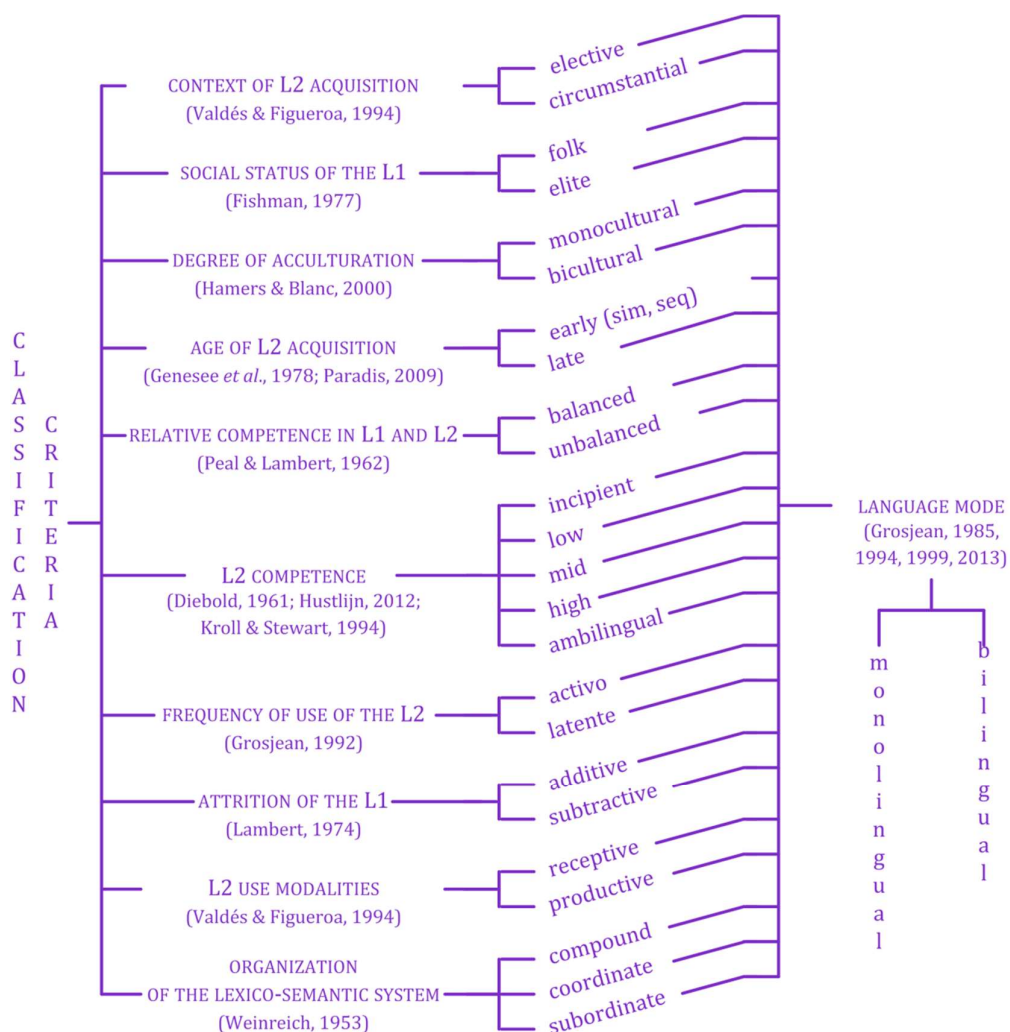 CLASSIFICATION
CRITERIA
CONTEXT OF L2 ACQUISITION
(Valdés & Figueroa, 1994)
elective
circumstantial
SOCIAL STATUS OF THE L1
(Fishman, 1977)
folk
elite
DEGREE OF ACCULTURATION
(Hamers & Blanc, 2000)
monocultural
bicultural
AGE OF L2 ACQUISITION
(Genesee et al., 1978; Paradis, 2009)
early (sim, seq)
late
RELATIVE COMPETENCE IN L1 AND L2
(Peal & Lambert, 1962)
balanced
unbalanced
L2 COMPETENCE
(Diebold, 1961; Hustlijn, 2012;
Kroll & Stewart, 1994)
incipient
low
mid
high
ambilingual
FREQUENCY OF USE OF THE L2
(Grosjean, 1992)
activo
latente
ATTRITION OF THE L1
(Lambert, 1974)
additive
subtractive
L2 USE MODALITIES
(Valdés & Figueroa, 1994)
receptive
productive
ORGANIZATION
OF THE LEXICO-SEMANTIC SYSTEM
(Weinreich, 1953)
compound
coordinate
subordinate
LANGUAGE MODE
(Grosjean, 1985,
1994, 1999, 2013)
monolingual
bilingual